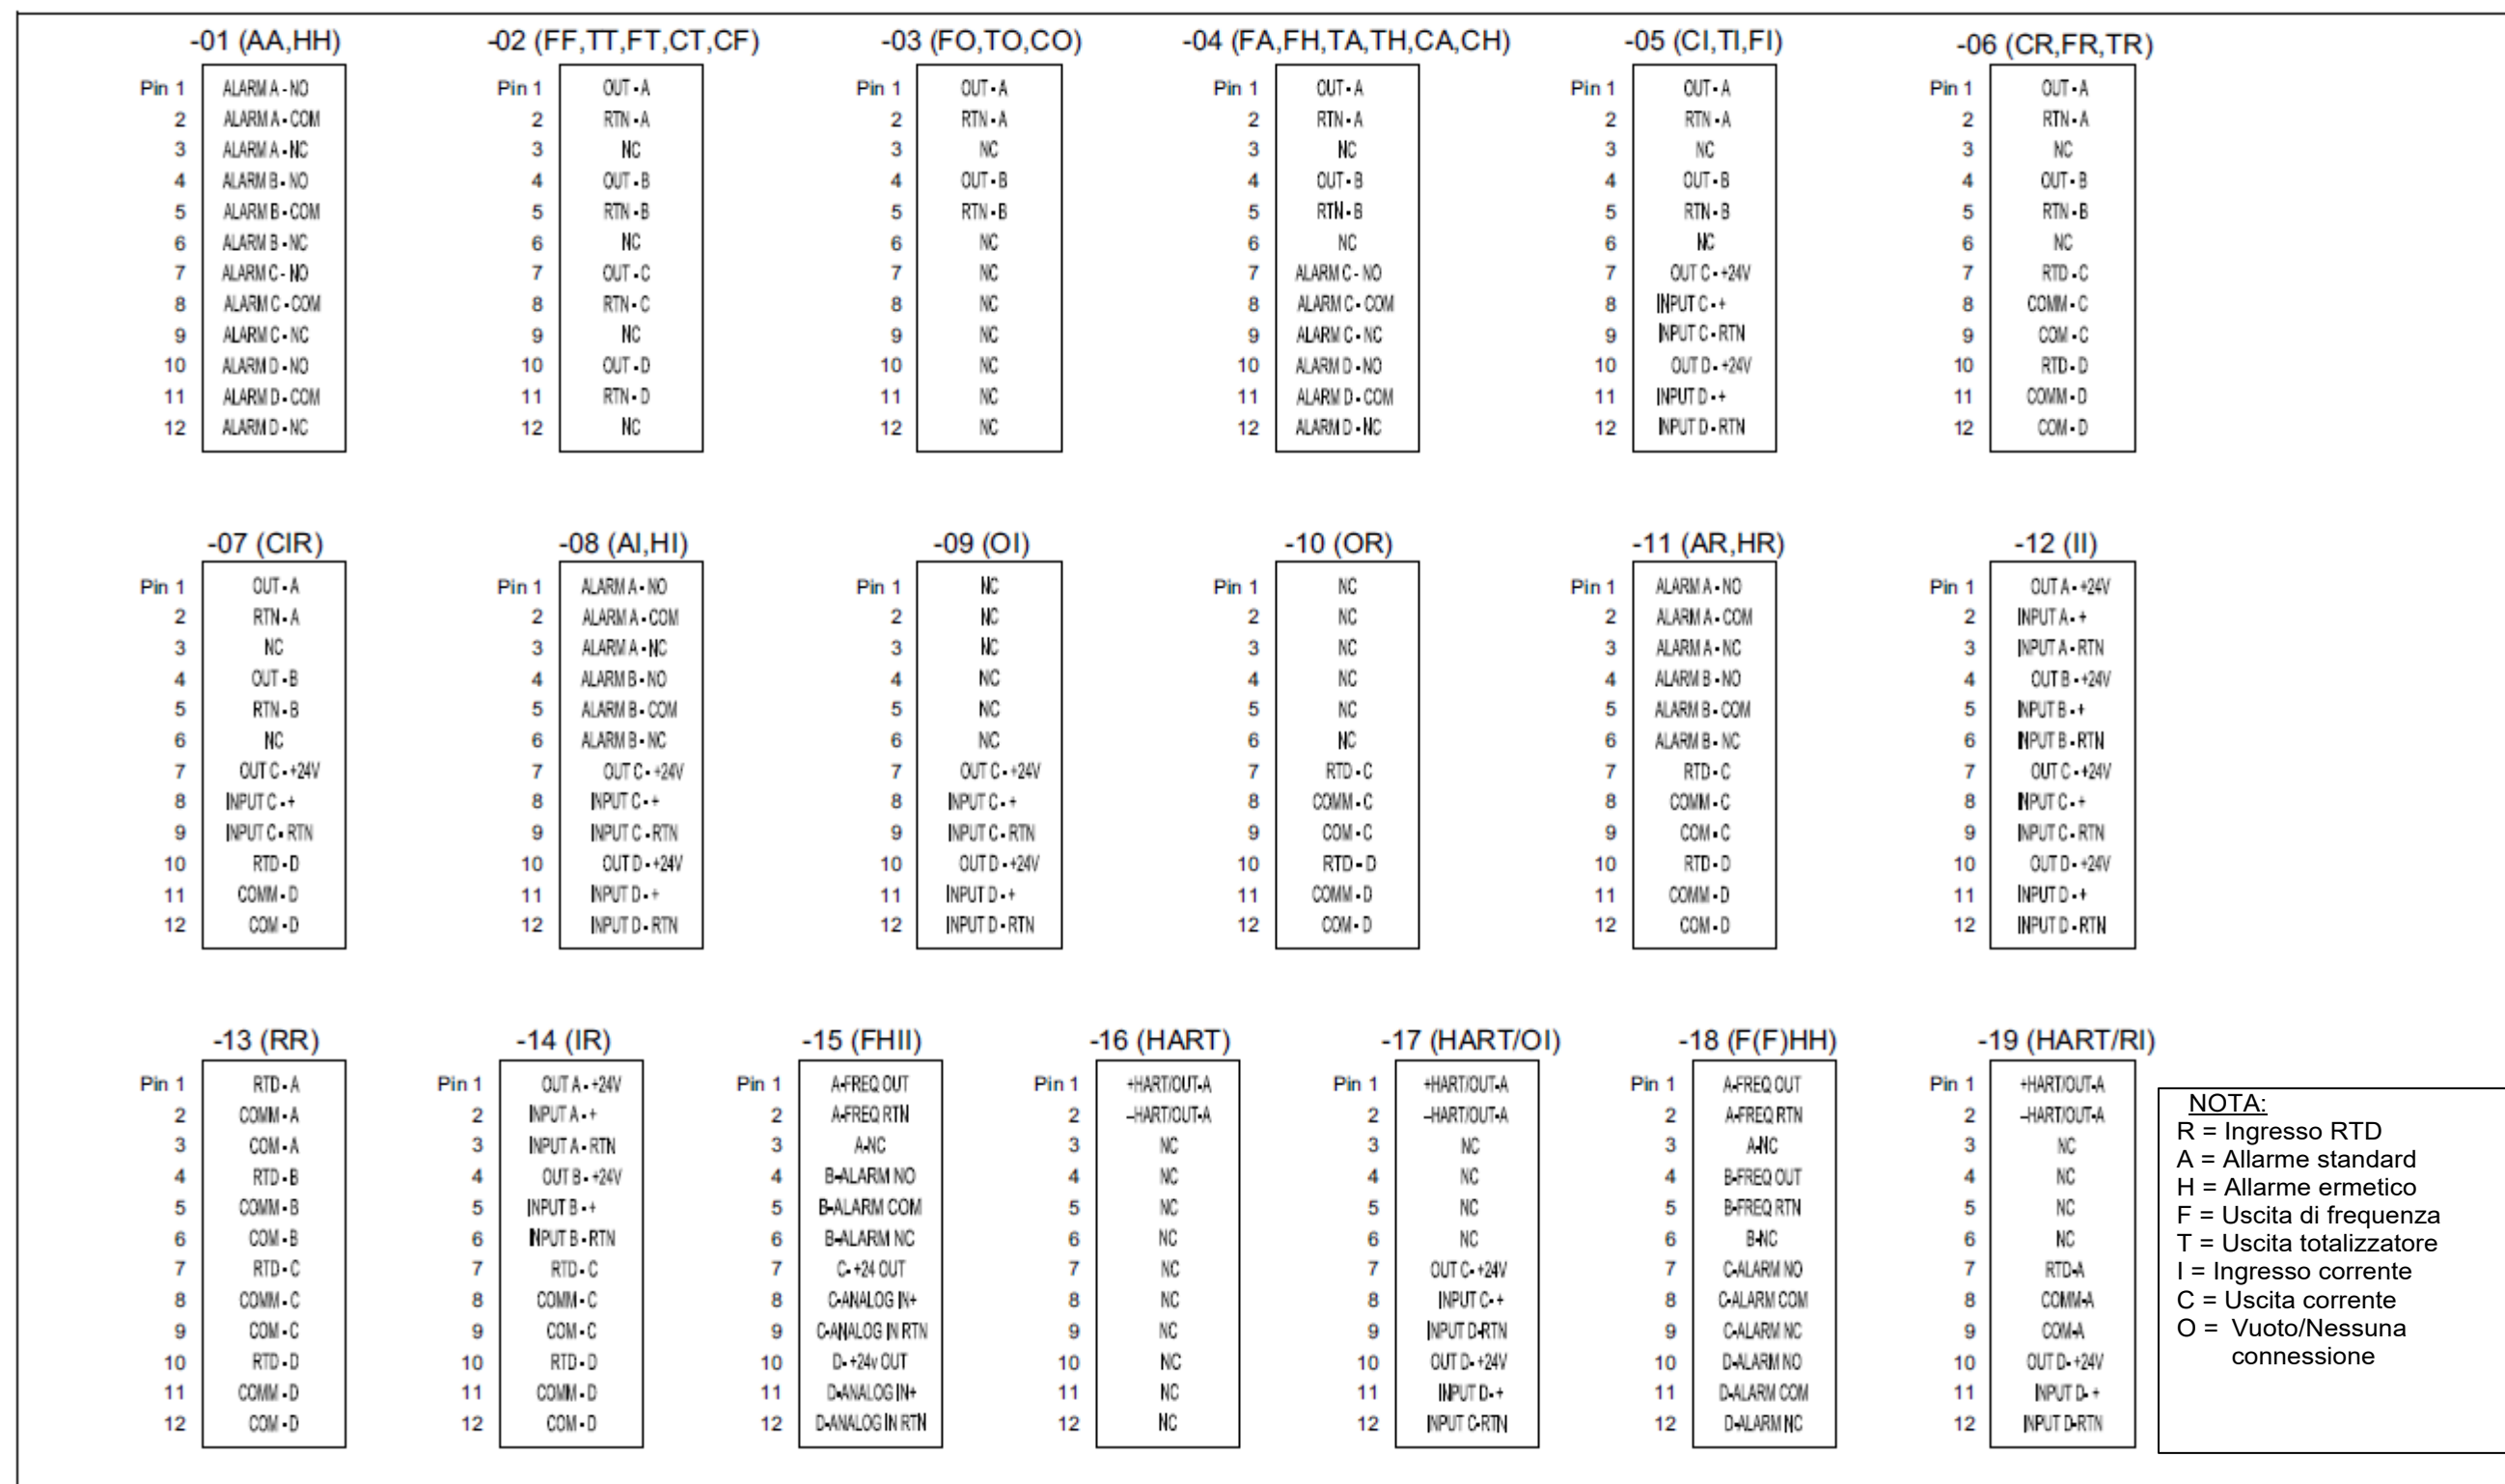 -01 (AA,HH)
Pin 1 ALARM A - NO
2 ALARM A - COM
3 ALARM A - NC
4 ALARM B - NO
5 ALARM B - COM
6 ALARM B - NC
7 ALARM C - NO
8 ALARM C - COM
9 ALARM C - NC
10 ALARM D - NO
11 ALARM D - COM
12 ALARM D - NC
-02 (FF,TT,FT,CT,CF)
Pin 1 OUT - A
2 RTN - A
3 NC
4 OUT - B
5 RTN - B
6 NC
7 OUT - C
8 RTN - C
9 NC
10 OUT - D
11 RTN - D
12 NC
-03 (FO,TO,CO)
Pin 1 OUT - A
2 RTN - A
3 NC
4 OUT - B
5 RTN - B
6 NC
7 NC
8 NC
9 NC
10 NC
11 NC
12 NC
-04 (FA,FH,TA,TH,CA,CH)
Pin 1 OUT - A
2 RTN - A
3 NC
4 OUT - B
5 RTN - B
6 NC
7 ALARM C - NO
8 ALARM C - COM
9 ALARM C - NC
10 ALARM D - NO
11 ALARM D - COM
12 ALARM D - NC
-05 (CI,TI,FI)
Pin 1 OUT - A
2 RTN - A
3 NC
4 OUT - B
5 RTN - B
6 NC
7 OUT C - +24V
8 INPUT C - +
9 INPUT C - RTN
10 OUT D - +24V
11 INPUT D - +
12 INPUT D - RTN
-06 (CR,FR,TR)
Pin 1 OUT - A
2 RTN - A
3 NC
4 OUT - B
5 RTN - B
6 NC
7 RTD - C
8 COMM - C
9 COM - C
10 RTD - D
11 COMM - D
12 COM - D
-07 (CIR)
Pin 1 OUT - A
2 RTN - A
3 NC
4 OUT - B
5 RTN - B
6 NC
7 OUT C - +24V
8 INPUT C - +
9 INPUT C - RTN
10 RTD - D
11 COMM - D
12 COM - D
-08 (AI,HI)
Pin 1 ALARM A - NO
2 ALARM A - COM
3 ALARM A - NC
4 ALARM B - NO
5 ALARM B - COM
6 ALARM B - NC
7 OUT C - +24V
8 INPUT C - +
9 INPUT C - RTN
10 OUT D - +24V
11 INPUT D - +
12 INPUT D - RTN
-09 (OI)
Pin 1 NC
2 NC
3 NC
4 NC
5 NC
6 NC
7 OUT C - +24V
8 INPUT C - +
9 INPUT C - RTN
10 OUT D - +24V
11 INPUT D - +
12 INPUT D - RTN
-10 (OR)
Pin 1 NC
2 NC
3 NC
4 NC
5 NC
6 NC
7 RTD - C
8 COMM - C
9 COM - C
10 RTD - D
11 COMM - D
12 COM - D
-11 (AR,HR)
Pin 1 ALARM A - NO
2 ALARM A - COM
3 ALARM A - NC
4 ALARM B - NO
5 ALARM B - COM
6 ALARM B - NC
7 RTD - C
8 COMM - C
9 COM - C
10 RTD - D
11 COMM - D
12 COM - D
-12 (II)
Pin 1 OUT A - +24V
2 INPUT A - +
3 INPUT A - RTN
4 OUT B - +24V
5 INPUT B - +
6 INPUT B - RTN
7 OUT C - +24V
8 INPUT C - +
9 INPUT C - RTN
10 OUT D - +24V
11 INPUT D - +
12 INPUT D - RTN
-13 (RR)
Pin 1 RTD - A
2 COMM - A
3 COM - A
4 RTD - B
5 COMM - B
6 COM - B
7 RTD - C
8 COMM - C
9 COM - C
10 RTD - D
11 COMM - D
12 COM - D
-14 (IR)
Pin 1 OUT A - +24V
2 INPUT A - +
3 INPUT A - RTN
4 OUT B - +24V
5 INPUT B - +
6 INPUT B - RTN
7 RTD - C
8 COMM - C
9 COM - C
10 RTD - D
11 COMM - D
12 COM - D
-15 (FHII)
Pin 1 A-FREQ OUT
2 A-FREQ RTN
3 A-NC
4 B-ALARM NO
5 B-ALARM COM
6 B-ALARM NC
7 C- +24 OUT
8 C-ANALOG IN+
9 C-ANALOG IN RTN
10 D- +24v OUT
11 D-ANALOG IN+
12 D-ANALOG IN RTN
-16 (HART)
Pin 1 +HART/OUT-A
2 –HART/OUT-A
3 NC
4 NC
5 NC
6 NC
7 NC
8 NC
9 NC
10 NC
11 NC
12 NC
-17 (HART/OI)
Pin 1 +HART/OUT-A
2 –HART/OUT-A
3 NC
4 NC
5 NC
6 NC
7 OUT C- +24V
8 INPUT C- +
9 INPUT D-RTN
10 OUT D- +24V
11 INPUT D- +
12 INPUT C-RTN
-18 (F(F)HH)
Pin 1 A-FREQ OUT
2 A-FREQ RTN
3 A-NC
4 B-FREQ OUT
5 B-FREQ RTN
6 B-NC
7 C-ALARM NO
8 C-ALARM COM
9 C-ALARM NC
10 D-ALARM NO
11 D-ALARM COM
12 D-ALARM NC
-19 (HART/RI)
Pin 1 +HART/OUT-A
2 –HART/OUT-A
3 NC
4 NC
5 NC
6 NC
7 RTD-A
8 COMM-A
9 COM-A
10 OUT D- +24V
11 INPUT D- +
12 INPUT D-RTN
NOTA:
R = Ingresso RTD
A = Allarme standard
H = Allarme ermetico
F = Uscita di frequenza
T = Uscita totalizzatore
I = Ingresso corrente
C = Uscita corrente
O = Vuoto/Nessuna
connessione